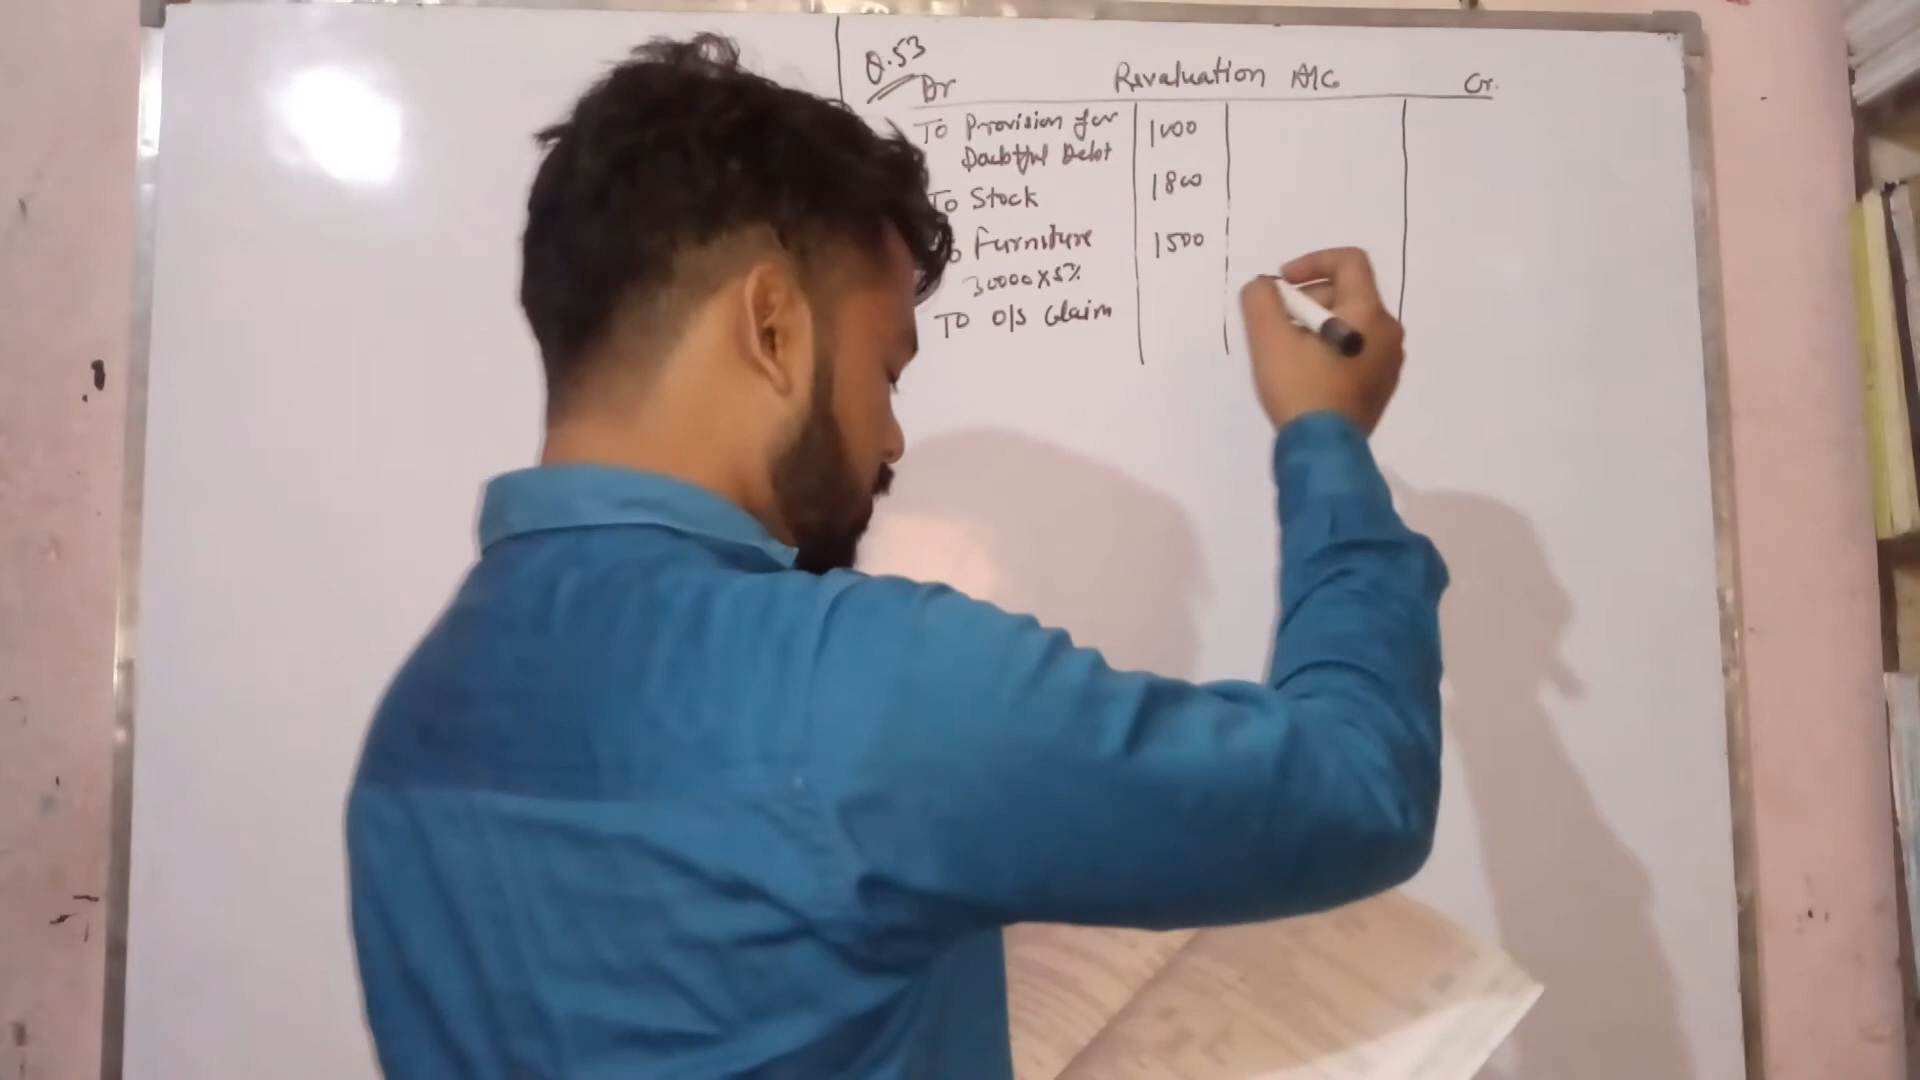 Q.53
Dr Revaluation A/C Cr.
To Provision for 1000
Doubtful Debt
To Stock 1800
Furniture 1500
30000X5%
To O/S Claim